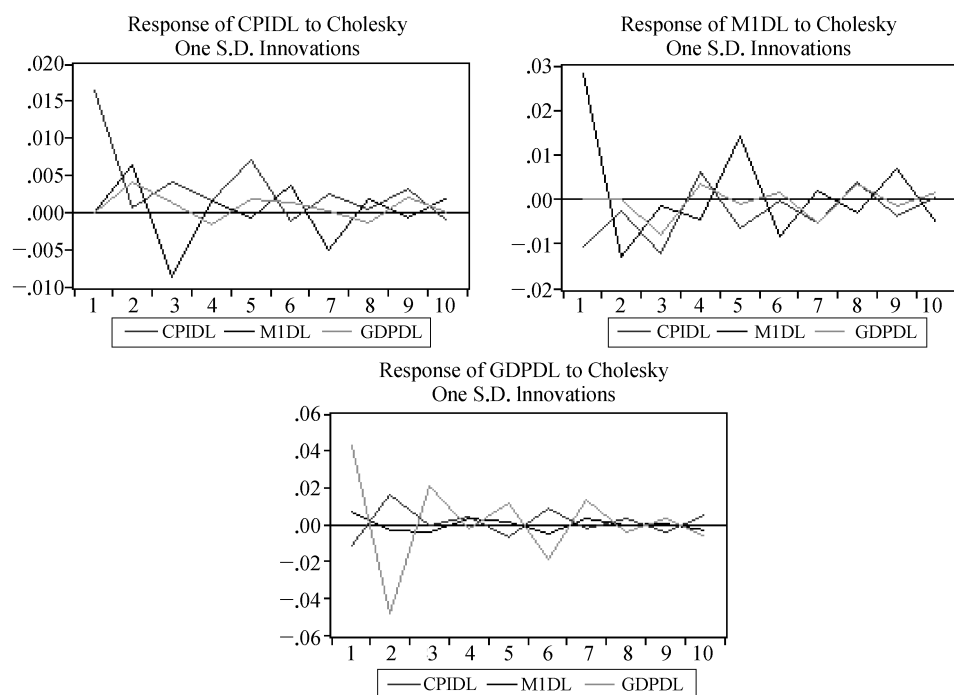 Response of CPIDL to Cholesky
One S.D. Innovations
.020
.015
.010
.005
.000
−.005
−.010
1 2 3 4 5 6 7 8 9 10
CPIDL M1DL GDPDL
Response of M1DL to Cholesky
One S.D. Innovations
.03
.02
.01
.00
−.01
−.02
1 2 3 4 5 6 7 8 9 10
CPIDL M1DL GDPDL
Response of GDPDL to Cholesky
One S.D. Innovations
.06
.04
.02
.00
−.02
−.04
−.06
1 2 3 4 5 6 7 8 9 10
CPIDL M1DL GDPDL